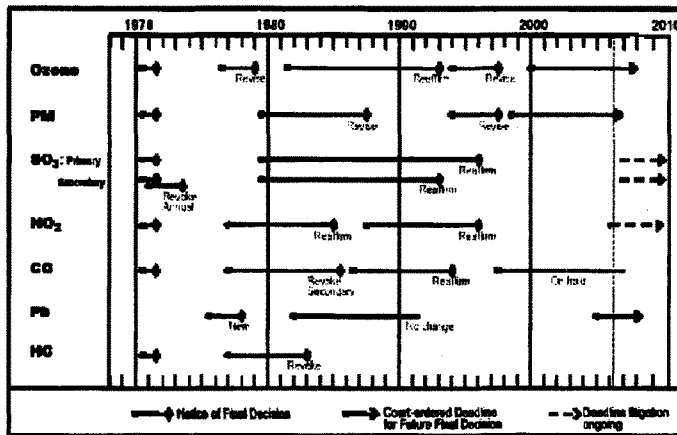 1970 1980 1990 2000 2010
Ozone
Revise Reaffirm Revise
PM
Revise Revise
SO₂: Primary
Reaffirm
Secondary
Revoke Annual
Reaffirm
NO₂
Reaffirm Reaffirm
CO
Revoke Secondary
Reaffirm
On hold
Pb
New No change
HC
Revoke
Notice of Final Decision
Court-ordered Deadline for Future Final Decision
Deadline litigation ongoing